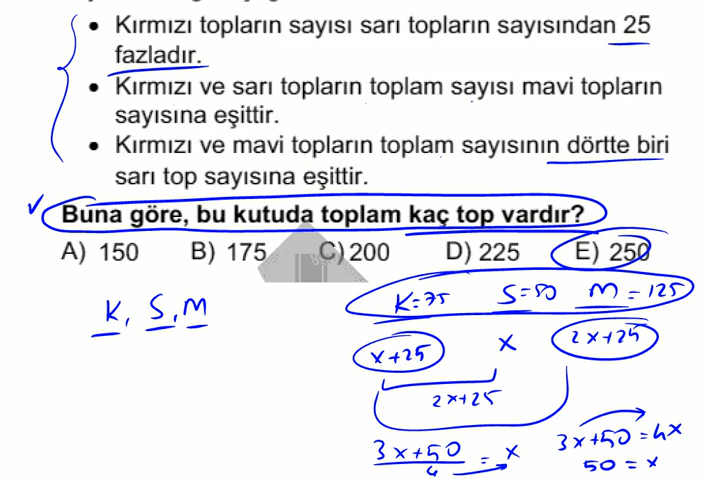 • Kırmızı topların sayısı sarı topların sayısından 25
fazladır.
• Kırmızı ve sarı topların toplam sayısı mavi topların
sayısına eşittir.
• Kırmızı ve mavi topların toplam sayısının dörtte biri
sarı top sayısına eşittir.
Buna göre, bu kutuda toplam kaç top vardır?
A) 150 B) 175 C) 200 D) 225 E) 250
K=75 S=50 M=125
K, S, M
x+25 x 2x+25
2x+25
3x+50/4 = x
3x+50=4x
50=x